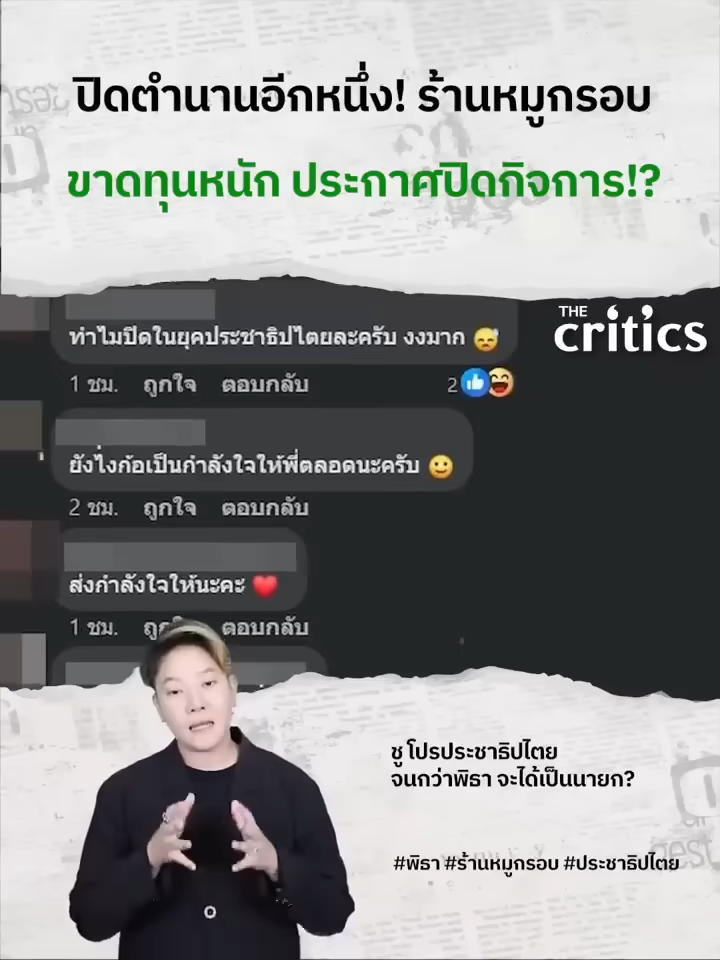 ปิดตำนานอีกหนึ่ง! ร้านหมูกรอบ
ขาดทุนหนัก ประกาศปิดกิจการ!?
THE
critics
ทำไมปิดในยุคประชาธิปไตยละครับ งงมาก 😅
1 ชม. ถูกใจ ตอบกลับ 2
ยังไงก้อเป็นกำลังใจให้พี่ตลอดนะครับ 🙂
2 ชม. ถูกใจ ตอบกลับ
ส่งกำลังใจให้นะคะ ❤️
1 ชม. ตอบกลับ
ชู โปรประชาธิปไตย
จนกว่าพิธา จะได้เป็นนายก?
#พิธา #ร้านหมูกรอบ #ประชาธิปไตย